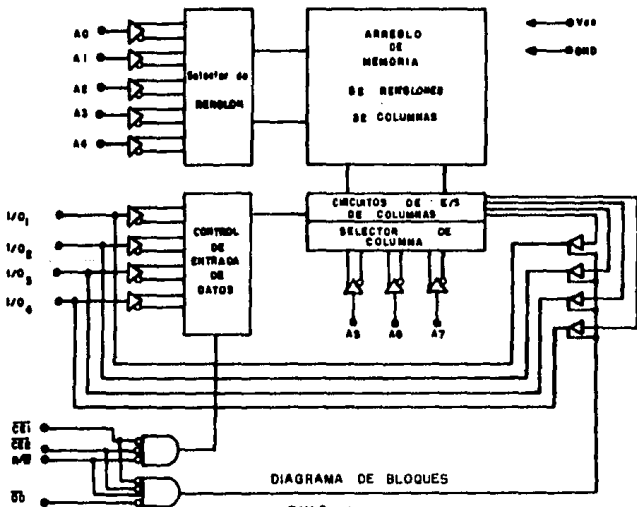 A0
A1
A2
A3
A4
Selector de
RENGLON
ARREGLO
DE
MEMORIA
32 RENGLONES
32 COLUMNAS
Vcc
GND
I/O1
I/O2
I/O3
I/O4
CONTROL
DE
ENTRADA
DE
DATOS
CIRCUITOS DE E/S
DE COLUMNAS
SELECTOR DE
COLUMNA
A5
A6
A7
CE1
CE2
R/W
OD
DIAGRAMA DE BLOQUES